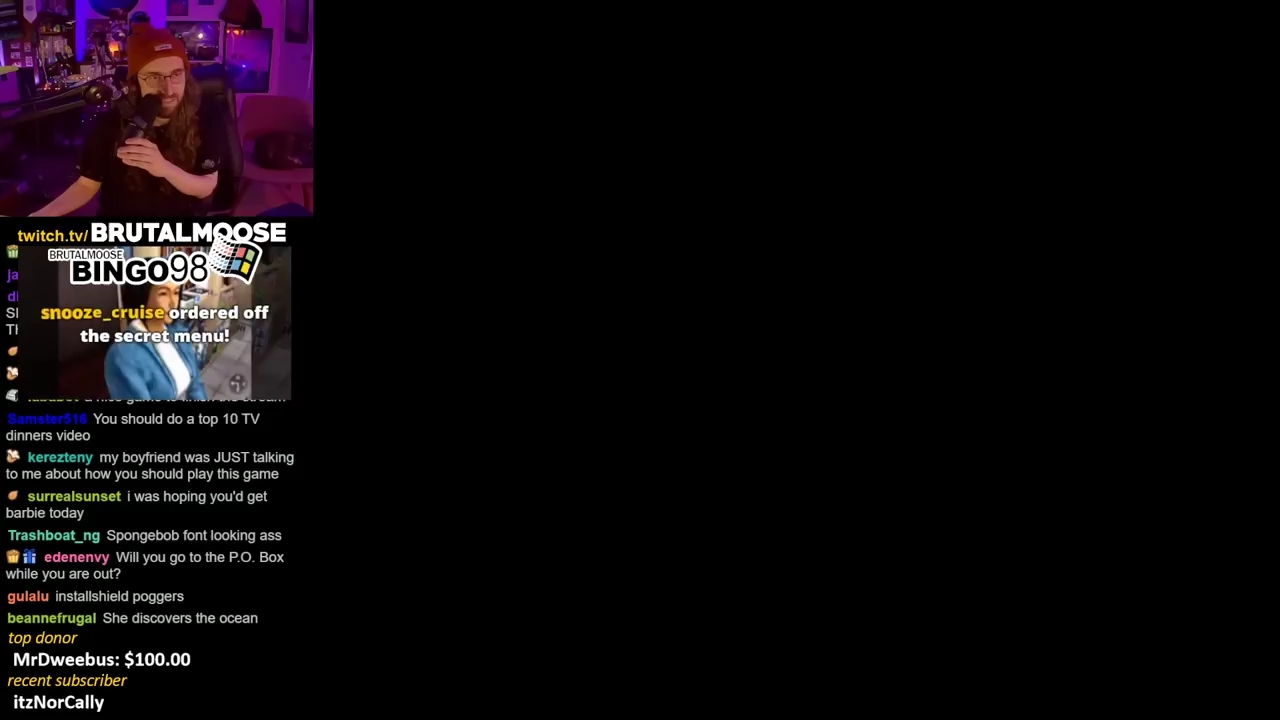 twitch.tv/BRUTALMOOSE
BRUTALMOOSE
BINGO98
snooze_cruise ordered off
the secret menu!
Samster516 You should do a top 10 TV
dinners video
kerezteny my boyfriend was JUST talking
to me about how you should play this game
surrealsunset i was hoping you'd get
barbie today
Trashboat_ng Spongebob font looking ass
edenenvy Will you go to the P.O. Box
while you are out?
gulalu installshield poggers
beannefrugal She discovers the ocean
top donor
MrDweebus: $100.00
recent subscriber
itzNorCally